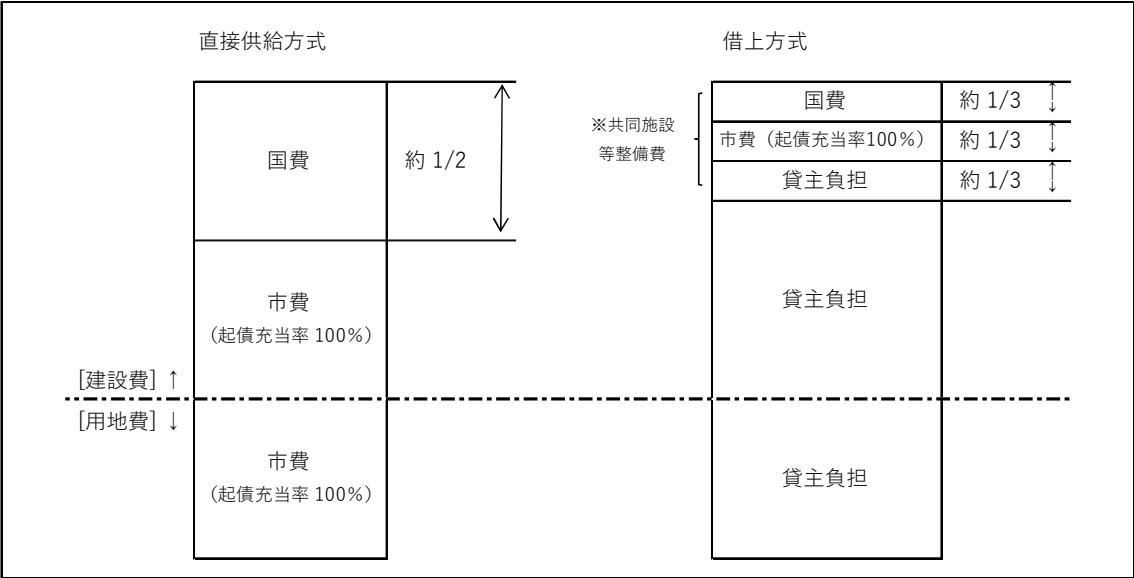 直接供給方式
国費
約 1/2
市費
（起債充当率 100%）
[建設費] ↑
[用地費] ↓
市費
（起債充当率 100%）
借上方式
※共同施設
等整備費
国費
約 1/3
市費（起債充当率100%）
約 1/3
貸主負担
約 1/3
貸主負担
貸主負担